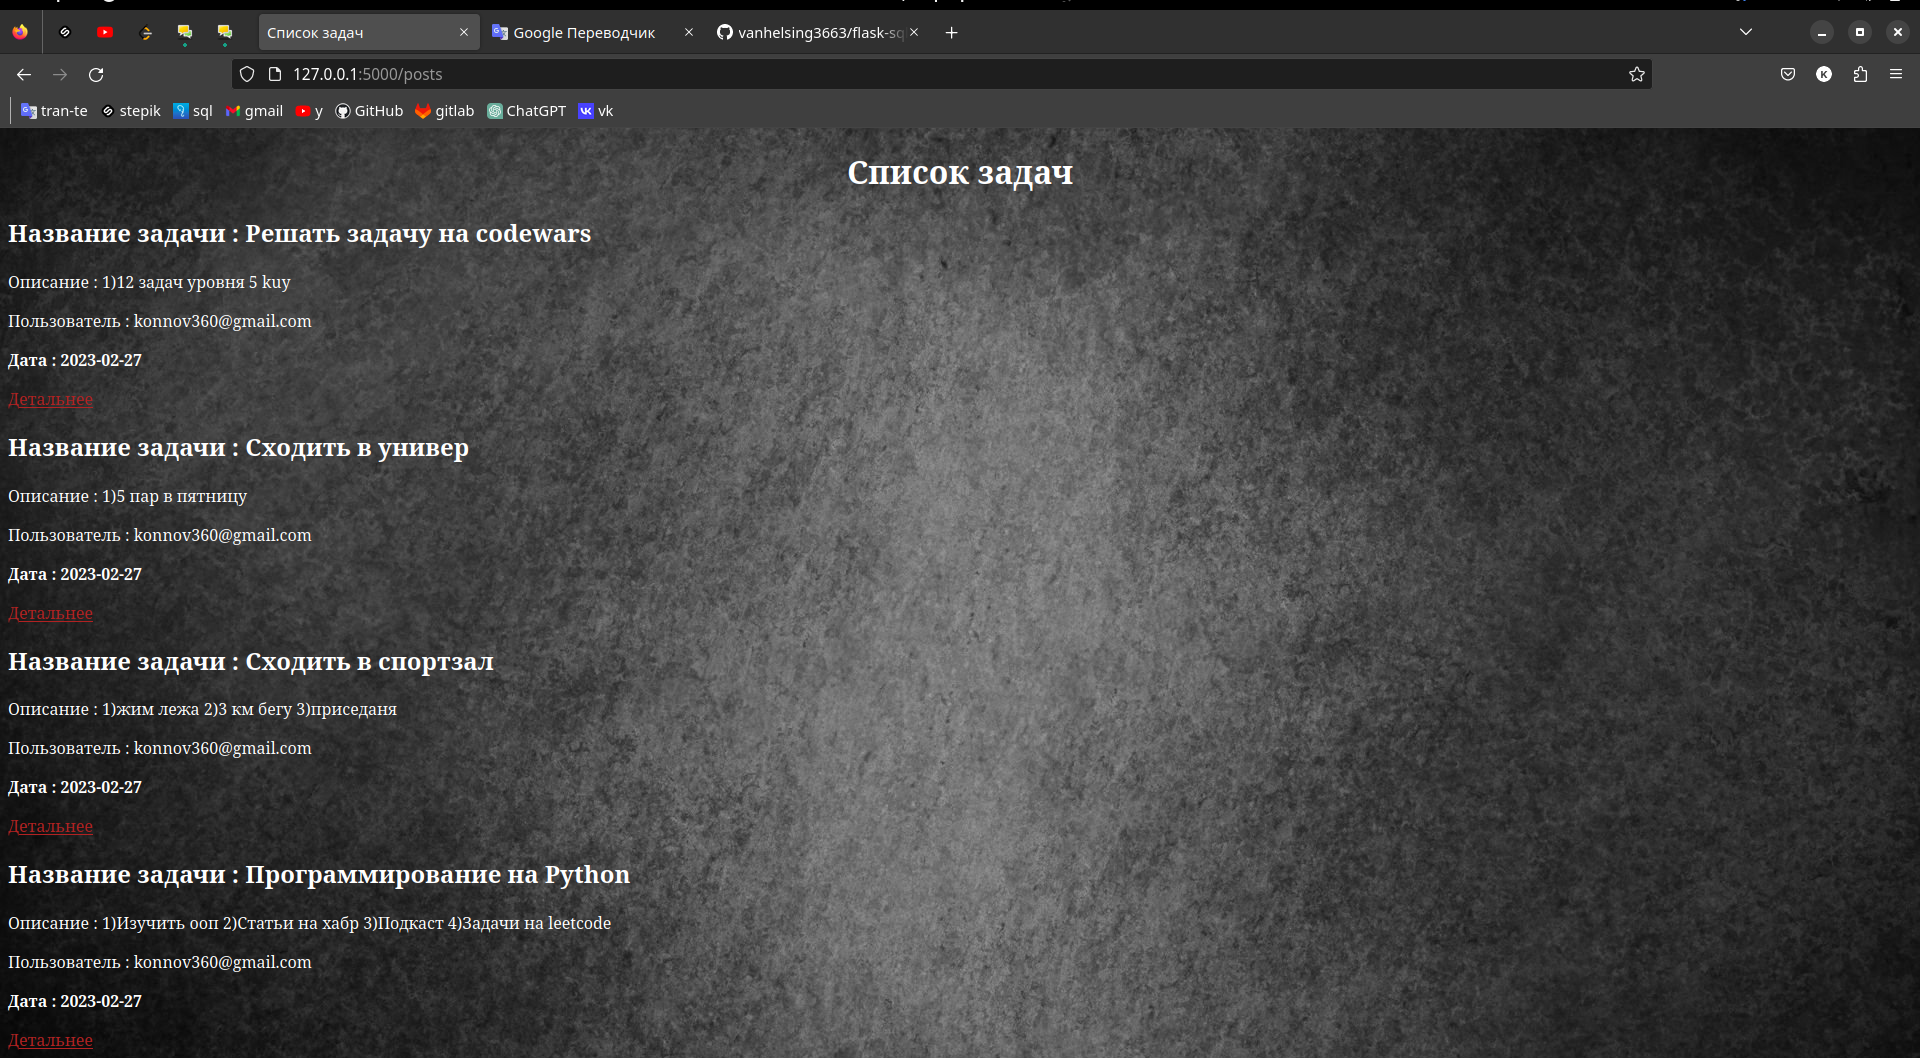 Список задач
Google Переводчик
vanhelsing3663/flask-sq
127.0.0.1:5000/posts
tran-te
stepik
sql
gmail
y
GitHub
gitlab
ChatGPT
vk
Список задач
Название задачи : Решать задачу на codewars
Описание : 1)12 задач уровня 5 kuy
Пользователь : konnov360@gmail.com
Дата : 2023-02-27
Детальнее
Название задачи : Сходить в универ
Описание : 1)5 пар в пятницу
Пользователь : konnov360@gmail.com
Дата : 2023-02-27
Детальнее
Название задачи : Сходить в спортзал
Описание : 1)жим лежа 2)3 км бегу 3)приседаня
Пользователь : konnov360@gmail.com
Дата : 2023-02-27
Детальнее
Название задачи : Программирование на Python
Описание : 1)Изучить ооп 2)Статьи на хабр 3)Подкаст 4)Задачи на leetcode
Пользователь : konnov360@gmail.com
Дата : 2023-02-27
Детальнее